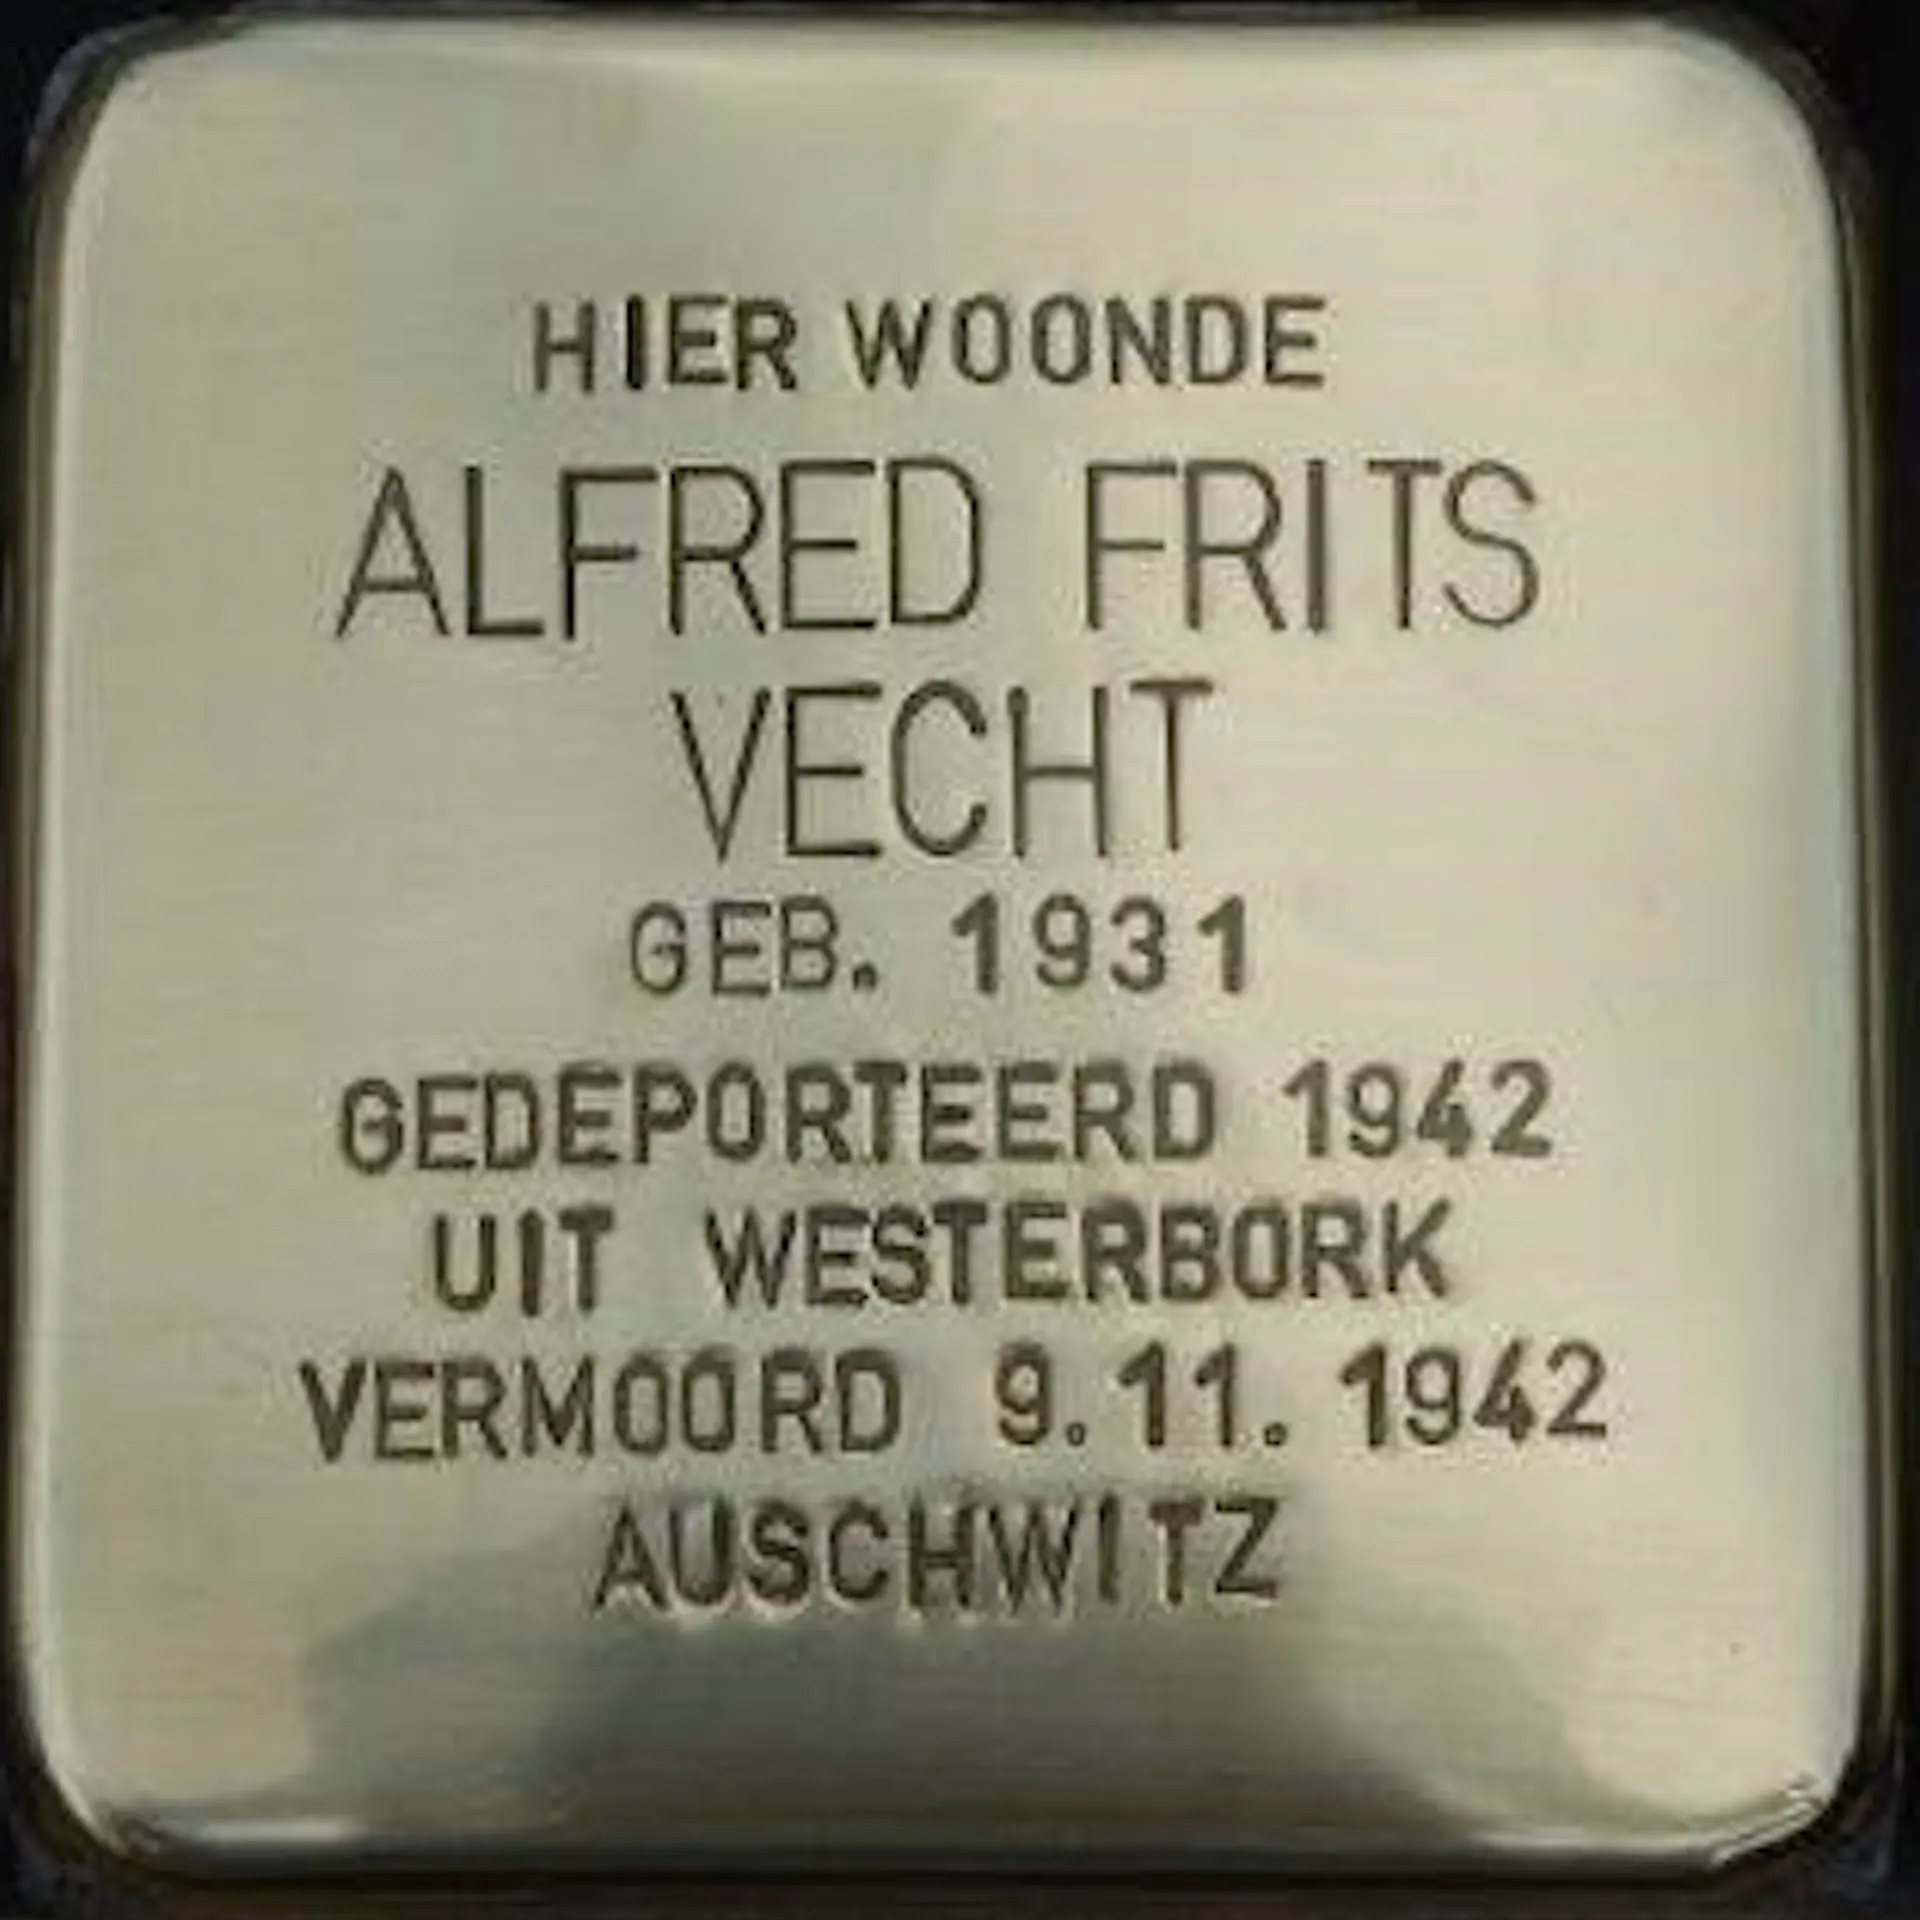 HIER WOONDE
ALFRED FRITS
VECHT
GEB. 1931
GEDEPORTEERD 1942
UIT WESTERBORK
VERMOORD 9.11.1942
AUSCHWITZ